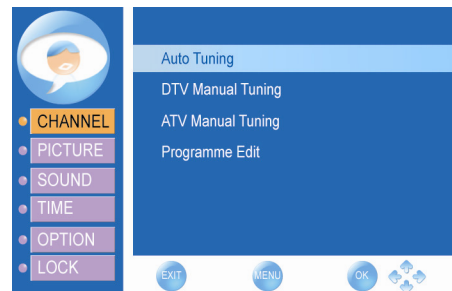 CHANNEL
PICTURE
SOUND
TIME
OPTION
LOCK
Auto Tuning
DTV Manual Tuning
ATV Manual Tuning
Programme Edit
EXIT
MENU
OK